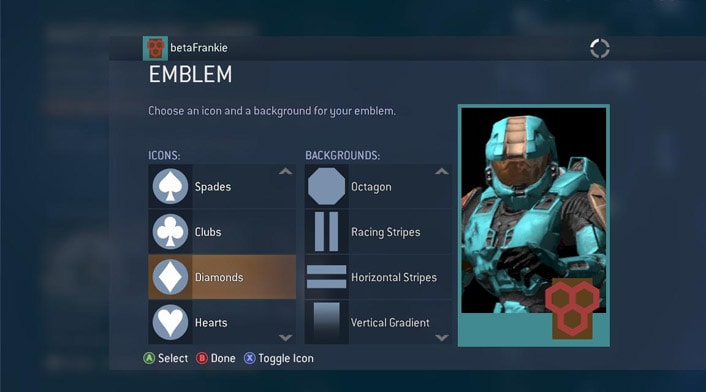 betaFrankie
EMBLEM
Choose an icon and a background for your emblem.
ICONS:
Spades
Clubs
Diamonds
Hearts
BACKGROUNDS:
Octagon
Racing Stripes
Horizontal Stripes
Vertical Gradient
A Select B Done X Toggle Icon